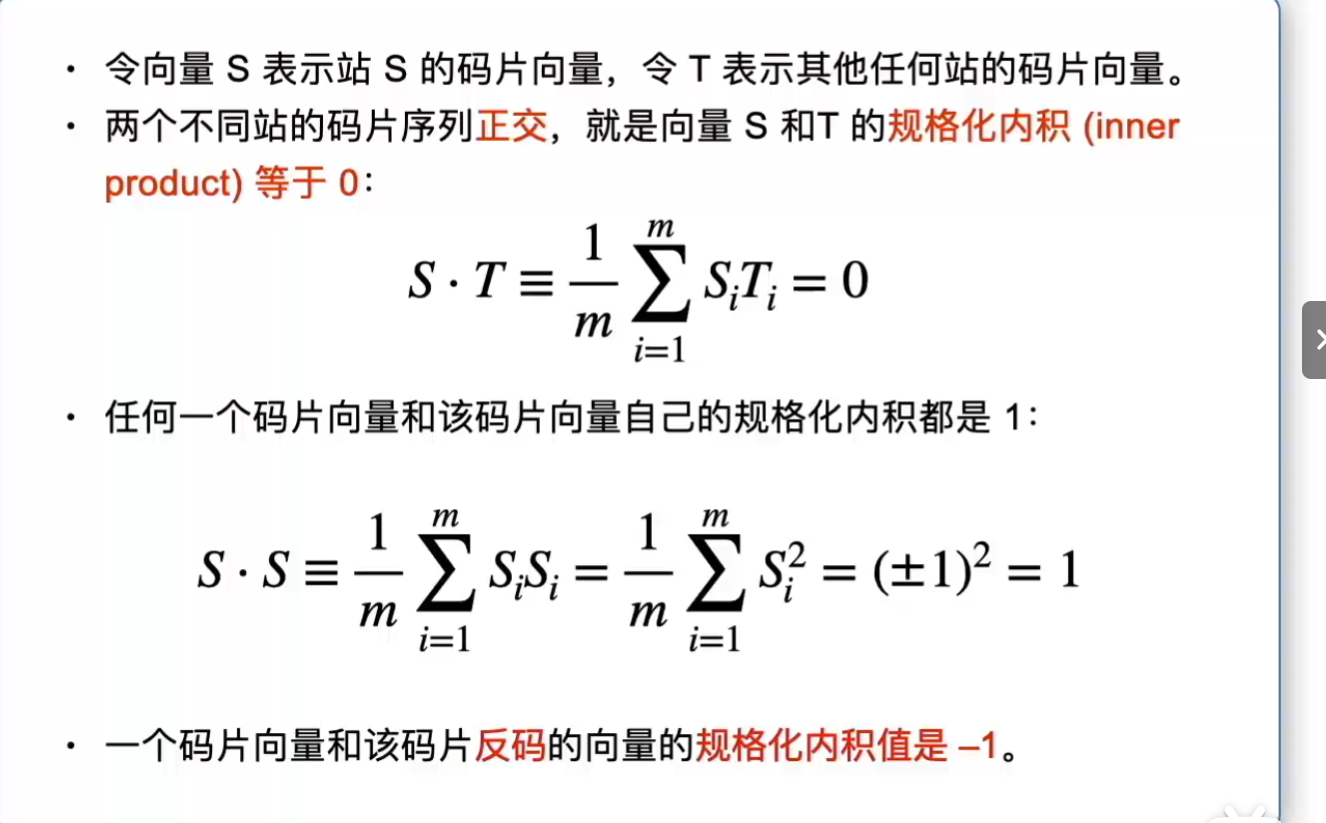 · 令向量 S 表示站 S 的码片向量，令 T 表示其他任何站的码片向量。
· 两个不同站的码片序列正交，就是向量 S 和T 的规格化内积 (inner
product) 等于 0：
S · T ≡ \frac{1}{m} \sum_{i=1}^{m} S_i T_i = 0
· 任何一个码片向量和该码片向量自己的规格化内积都是 1：
S · S ≡ \frac{1}{m} \sum_{i=1}^{m} S_i S_i = \frac{1}{m} \sum_{i=1}^{m} S_i^2 = (±1)^2 = 1
· 一个码片向量和该码片反码的向量的规格化内积值是 –1。